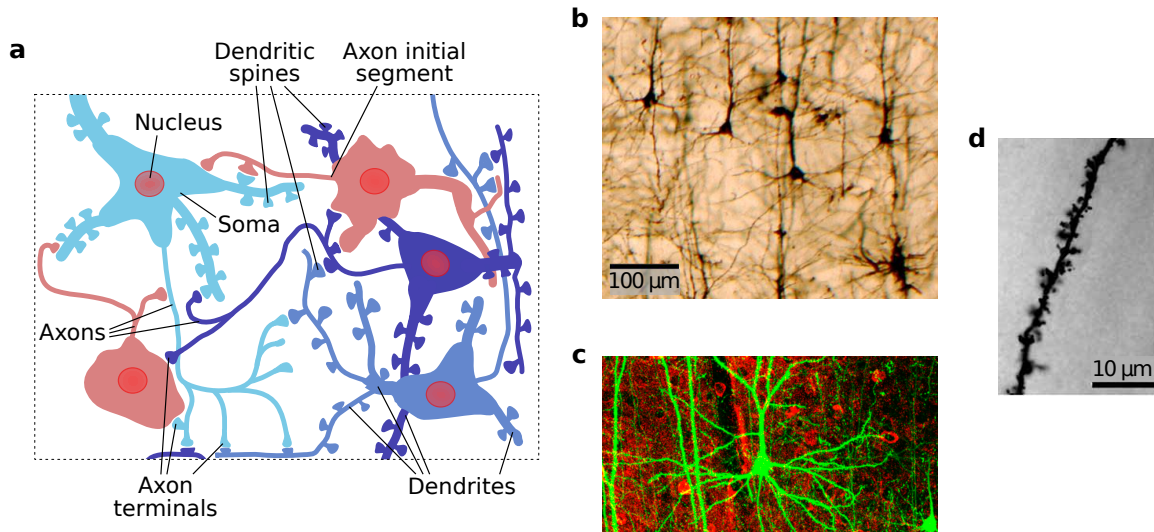 a
Dendritic
spines
Axon initial
segment
Nucleus
Soma
Axons
Axon
terminals
Dendrites
b
100 µm
c
d
10 µm